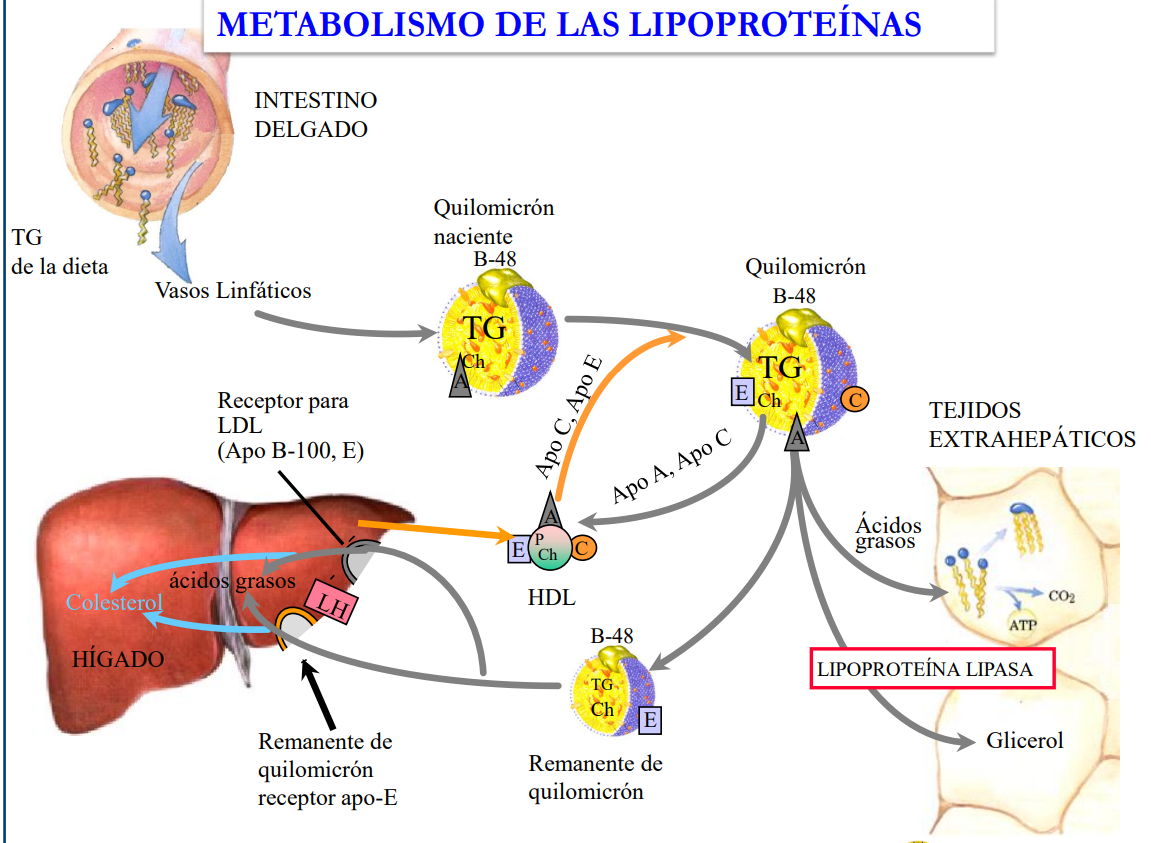 METABOLISMO DE LAS LIPOPROTEÍNAS
INTESTINO
DELGADO
TG
de la dieta
Vasos Linfáticos
Quilomicrón
naciente
B-48
TG
Ch
A
Quilomicrón
B-48
TG
E
Ch
C
A
Apo C, Apo E
Apo A, Apo C
Receptor para
LDL
(Apo B-100, E)
TEJIDOS
EXTRAHEPÁTICOS
Ácidos
grasos
CO₂
ATP
A
E
P
Ch
C
HDL
ácidos grasos
Colesterol
LH
HÍGADO
B-48
TG
Ch
E
LIPOPROTEÍNA LIPASA
Glicerol
Remanente de
quilomicrón
receptor apo-E
Remanente de
quilomicrón